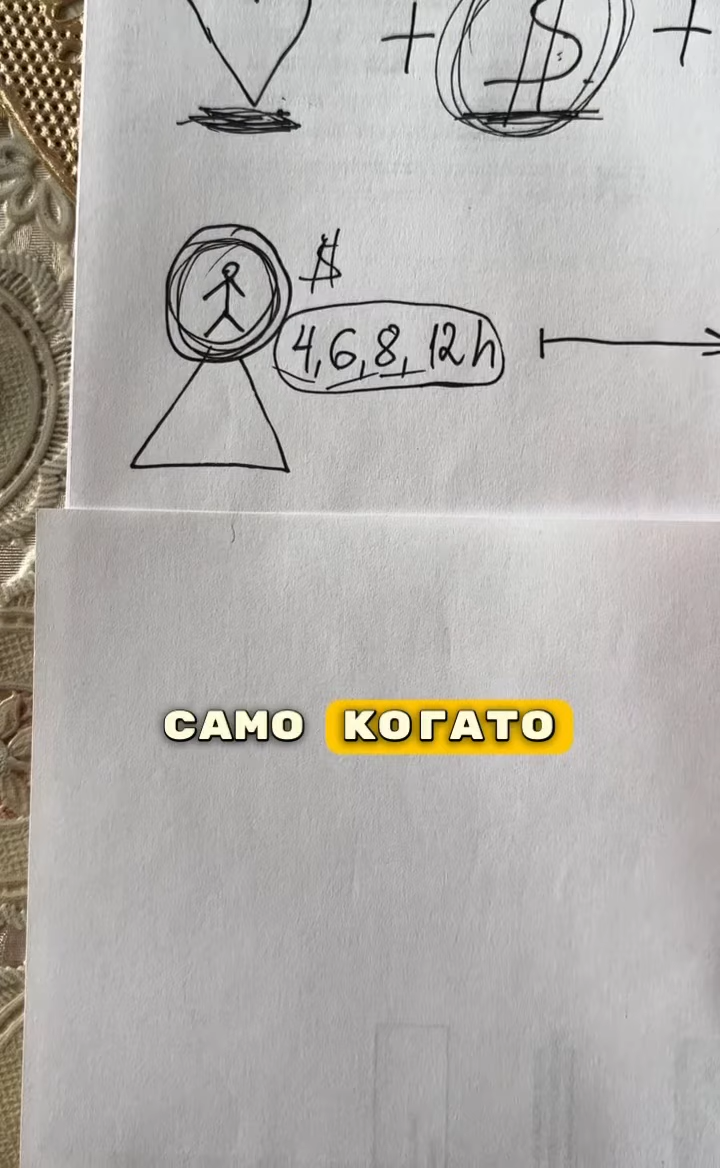 + $ +
$
4, 6, 8, 12h
САМО КОГАТО